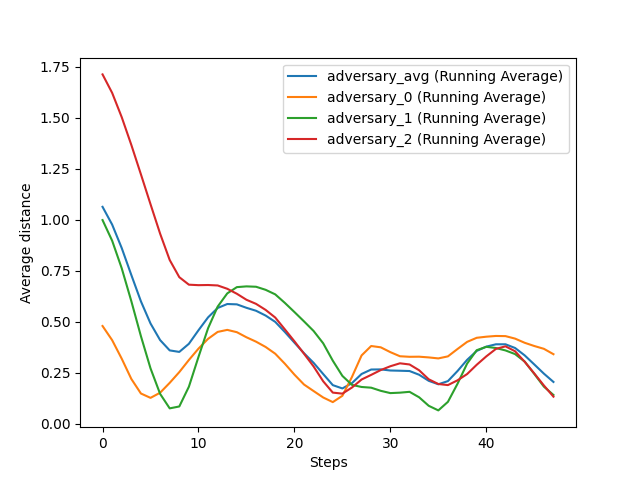 1.75
1.50
1.25
1.00
0.75
0.50
0.25
0.00
Average distance
adversary_avg (Running Average)
adversary_0 (Running Average)
adversary_1 (Running Average)
adversary_2 (Running Average)
0 10 20 30 40
Steps